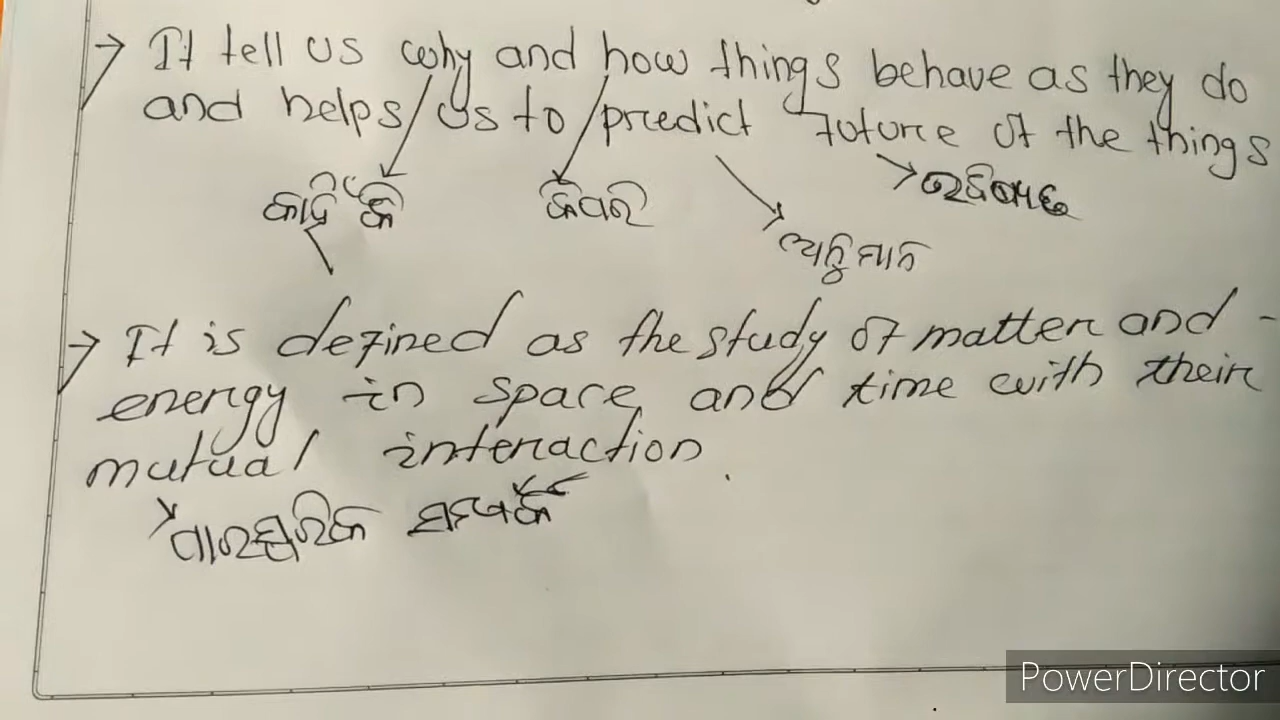 → It tell us why and how things behave as they do
and helps us to predict future of the things
କାହିଁକି କିପରି ଭବିଷ୍ୟତ
ଅନୁମାନ
→ It is defined as the study of matter and -
energy in space and time with their
mutual interaction
ପାରସ୍ପରିକ ସମ୍ପର୍କ
PowerDirector